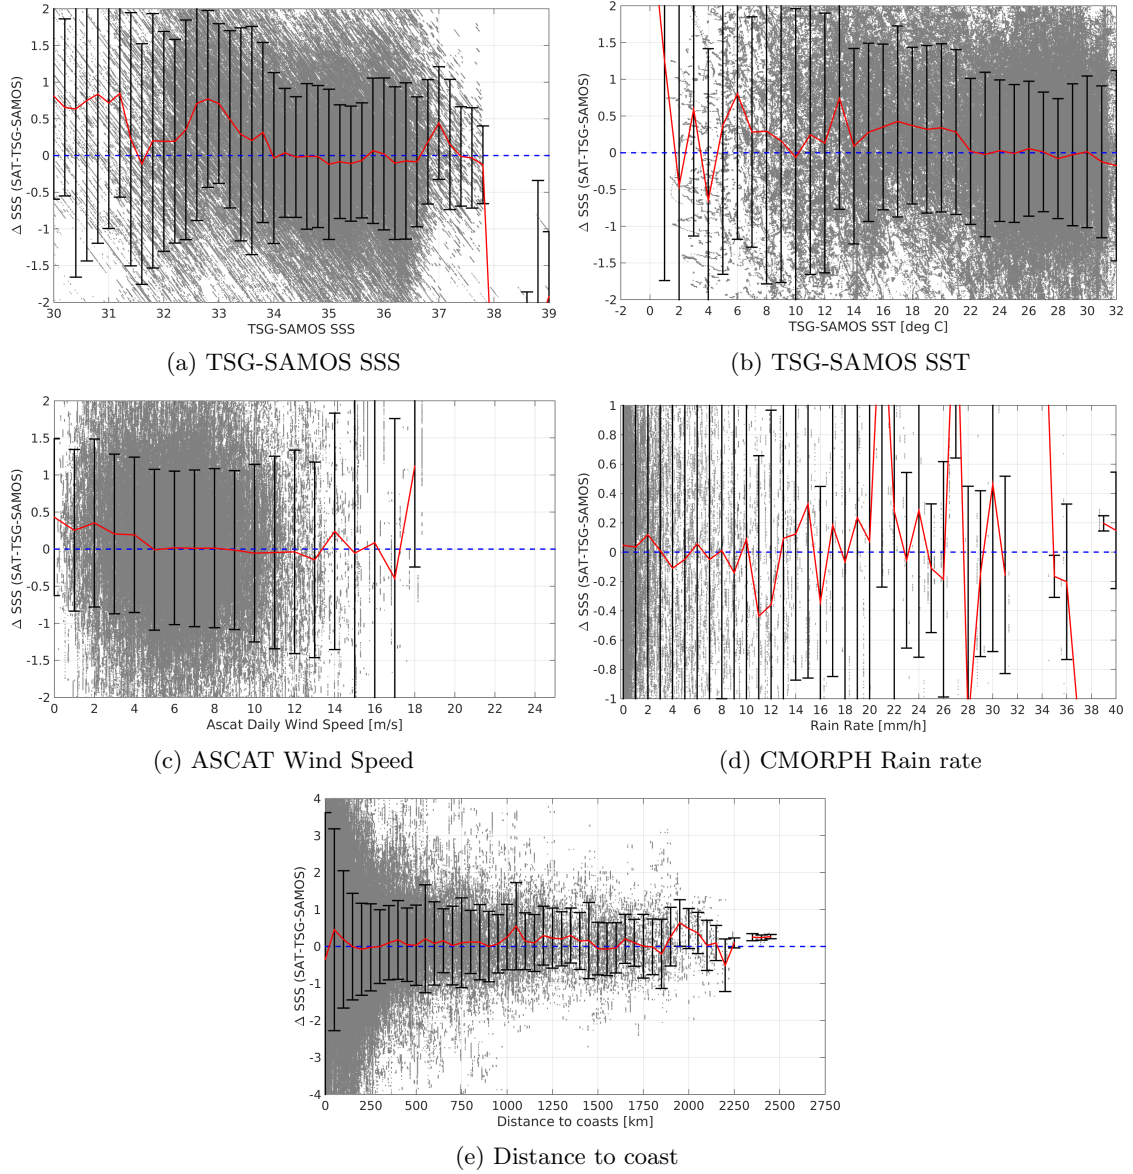 2
1.5
1
0.5
0
-0.5
-1
-1.5
-2
Δ SSS (SAT-TSG-SAMOS)
30 31 32 33 34 35 36 37 38 39
TSG-SAMOS SSS
(a) TSG-SAMOS SSS
2
1.5
1
0.5
0
-0.5
-1
-1.5
-2
Δ SSS (SAT-TSG-SAMOS)
-2 0 2 4 6 8 10 12 14 16 18 20 22 24 26 28 30 32
TSG-SAMOS SST [deg C]
(b) TSG-SAMOS SST
2
1.5
1
0.5
0
-0.5
-1
-1.5
-2
Δ SSS (SAT-TSG-SAMOS)
0 2 4 6 8 10 12 14 16 18 20 22 24
Ascat Daily Wind Speed [m/s]
(c) ASCAT Wind Speed
1
0.8
0.6
0.4
0.2
0
-0.2
-0.4
-0.6
-0.8
-1
Δ SSS (SAT-TSG-SAMOS)
0 2 4 6 8 10 12 14 16 18 20 22 24 26 28 30 32 34 36 38 40
Rain Rate [mm/h]
(d) CMORPH Rain rate
4
3
2
1
0
-1
-2
-3
-4
Δ SSS (SAT-TSG-SAMOS)
0 250 500 750 1000 1250 1500 1750 2000 2250 2500 2750
Distance to coasts [km]
(e) Distance to coast